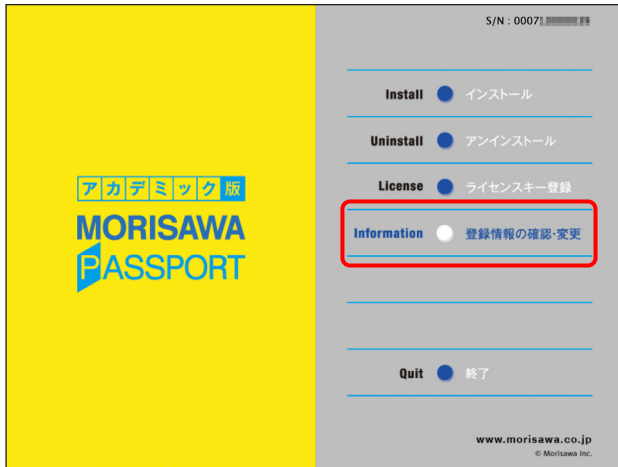 S/N : 0007
Install インストール
Uninstall アンインストール
License ライセンスキー登録
Information 登録情報の確認・変更
Quit 終了
アカデミック版
MORISAWA
PASSPORT
www.morisawa.co.jp
© Morisawa Inc.